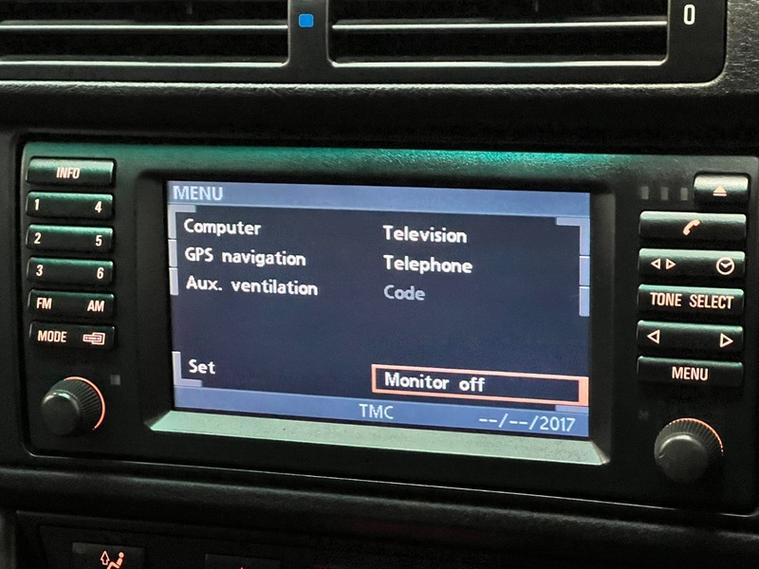 0
INFO
1 4
2 5
3 6
FM AM
MODE
MENU
Computer
GPS navigation
Aux. ventilation
Television
Telephone
Code
Set
Monitor off
TMC
--/--/2017
TONE SELECT
MENU